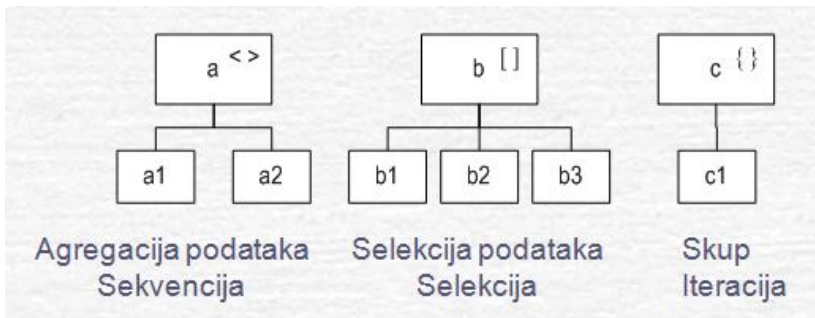 a < >
b [ ]
c { }
a1 a2
b1 b2 b3
c1
Agregacija podataka
Sekvencija
Selekcija podataka
Selekcija
Skup
Iteracija